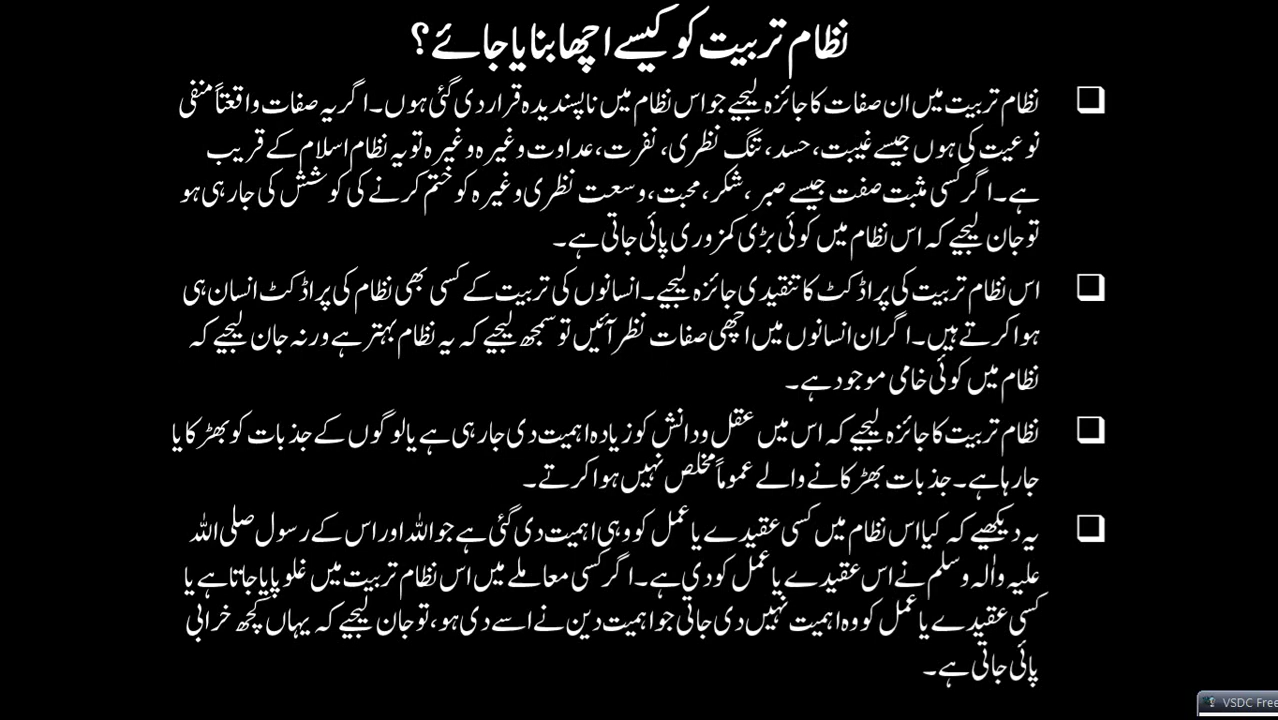 نظام تربیت کو کیسے اچھا بنایا جائے؟
❑ نظام تربیت میں ان صفات کا جائزہ لیجیے جو اس نظام میں ناپسندیدہ قرار دی گئی ہوں۔ اگر یہ صفات واقعتاً منفی
نوعیت کی ہوں جیسے غیبت، حسد، تنگ نظری، نفرت، عداوت وغیرہ وغیرہ تو یہ نظام اسلام کے قریب
ہے۔ اگر کسی مثبت صفت جیسے صبر، شکر، محبت، وسعت نظری وغیرہ کو ختم کرنے کی کوشش کی جارہی ہو
تو جان لیجیے کہ اس نظام میں کوئی بڑی کمزوری پائی جاتی ہے۔
❑ اس نظام تربیت کی پراڈکٹ کا تنقیدی جائزہ لیجیے۔ انسانوں کی تربیت کے کسی بھی نظام کی پراڈکٹ انسان ہی
ہوا کرتے ہیں۔ اگر ان انسانوں میں اچھی صفات نظر آئیں تو سمجھ لیجیے کہ یہ نظام بہتر ہے ورنہ جان لیجیے کہ
نظام میں کوئی خامی موجود ہے۔
❑ نظام تربیت کا جائزہ لیجیے کہ اس میں عقل و دانش کو زیادہ اہمیت دی جارہی ہے یا لوگوں کے جذبات کو بھڑکایا
جارہا ہے۔ جذبات بھڑکانے والے عموماً مخلص نہیں ہوا کرتے۔
❑ یہ دیکھیے کہ کیا اس نظام میں کسی عقیدے یا عمل کو وہی اہمیت دی گئی ہے جو اللہ اور اس کے رسول صلی اللہ
علیہ واٰلہ وسلم نے اس عقیدے یا عمل کو دی ہے۔ اگر کسی معاملے میں اس نظام تربیت میں غلو پایا جاتا ہے یا
کسی عقیدے یا عمل کو وہ اہمیت نہیں دی جاتی جو اہمیت دین نے اسے دی ہو، تو جان لیجیے کہ یہاں کچھ خرابی
پائی جاتی ہے۔
VSDC Free